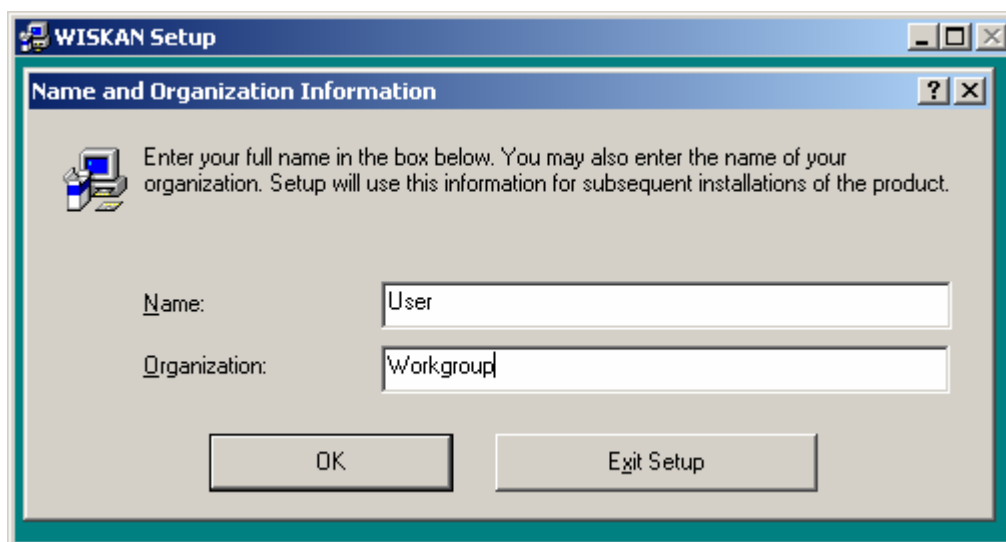 WISKAN Setup
Name and Organization Information
Enter your full name in the box below. You may also enter the name of your
organization. Setup will use this information for subsequent installations of the product.
Name: User
Organization: Workgroup
OK Exit Setup